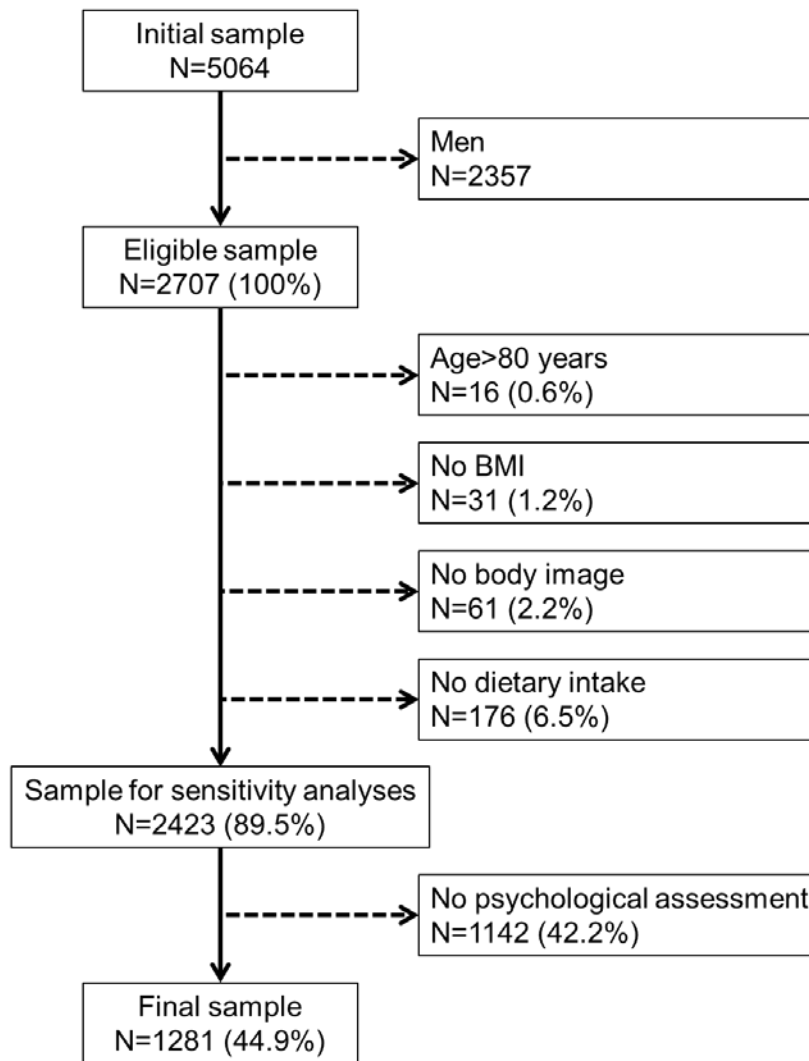 Initial sample
N=5064
Men
N=2357
Eligible sample
N=2707 (100%)
Age>80 years
N=16 (0.6%)
No BMI
N=31 (1.2%)
No body image
N=61 (2.2%)
No dietary intake
N=176 (6.5%)
Sample for sensitivity analyses
N=2423 (89.5%)
No psychological assessment
N=1142 (42.2%)
Final sample
N=1281 (44.9%)